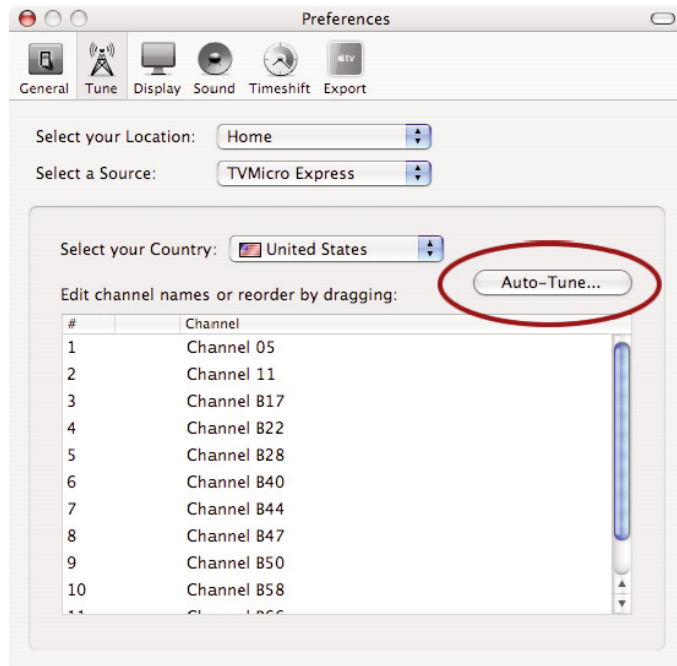 Preferences
General Tune Display Sound Timeshift Export
tv
Select your Location: Home
Select a Source: TVMicro Express
Select your Country: United States
Auto-Tune...
Edit channel names or reorder by dragging:
# Channel
1 Channel 05
2 Channel 11
3 Channel B17
4 Channel B22
5 Channel B28
6 Channel B40
7 Channel B44
8 Channel B47
9 Channel B50
10 Channel B58